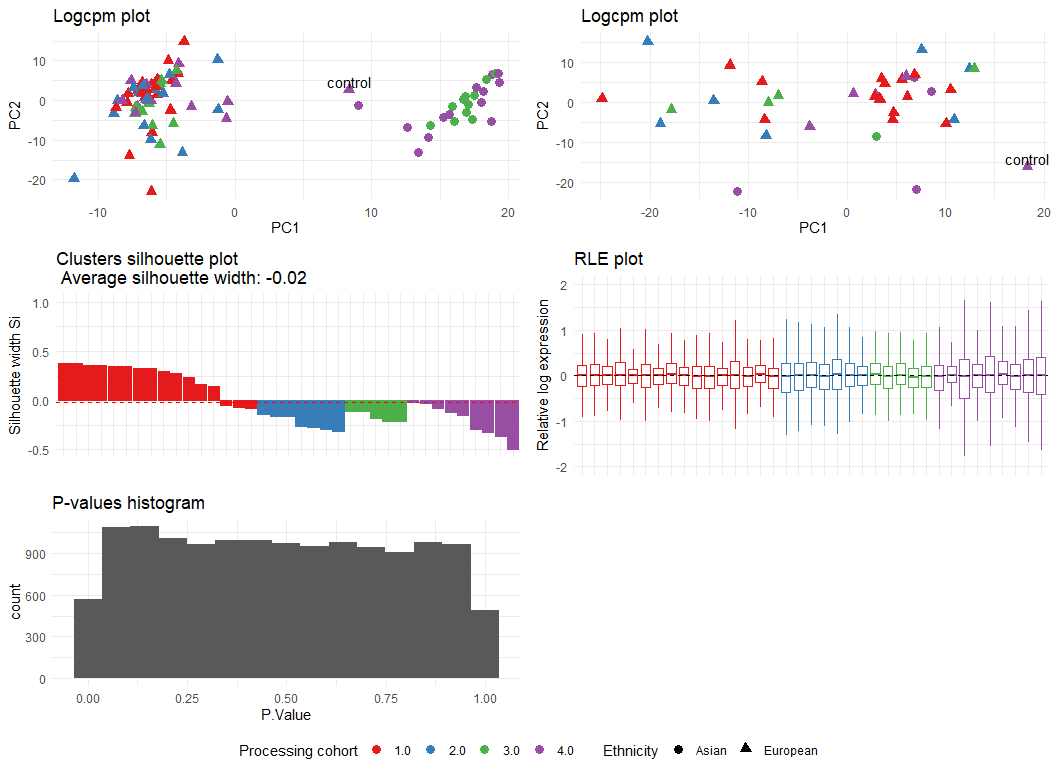 Logcpm plot
10
0
-10
-20
PC2
control
-10
0
10
20
PC1
Logcpm plot
10
0
-10
-20
PC2
control
-20
-10
0
10
20
PC1
Clusters silhouette plot
Average silhouette width: -0.02
1.0
0.5
0.0
-0.5
Silhouette width Si
RLE plot
2
1
0
-1
-2
Relative log expression
P-values histogram
900
600
300
0
count
0.00
0.25
0.50
0.75
1.00
P.Value
Processing cohort 1.0 2.0 3.0 4.0 Ethnicity Asian European